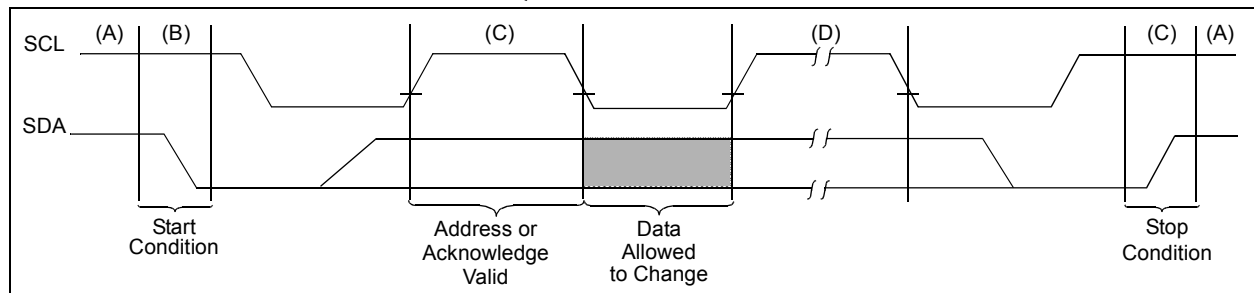 (A) (B) (C) (D) (C) (A)
SCL
SDA
Start
Condition
Address or
Acknowledge
Valid
Data
Allowed
to Change
Stop
Condition